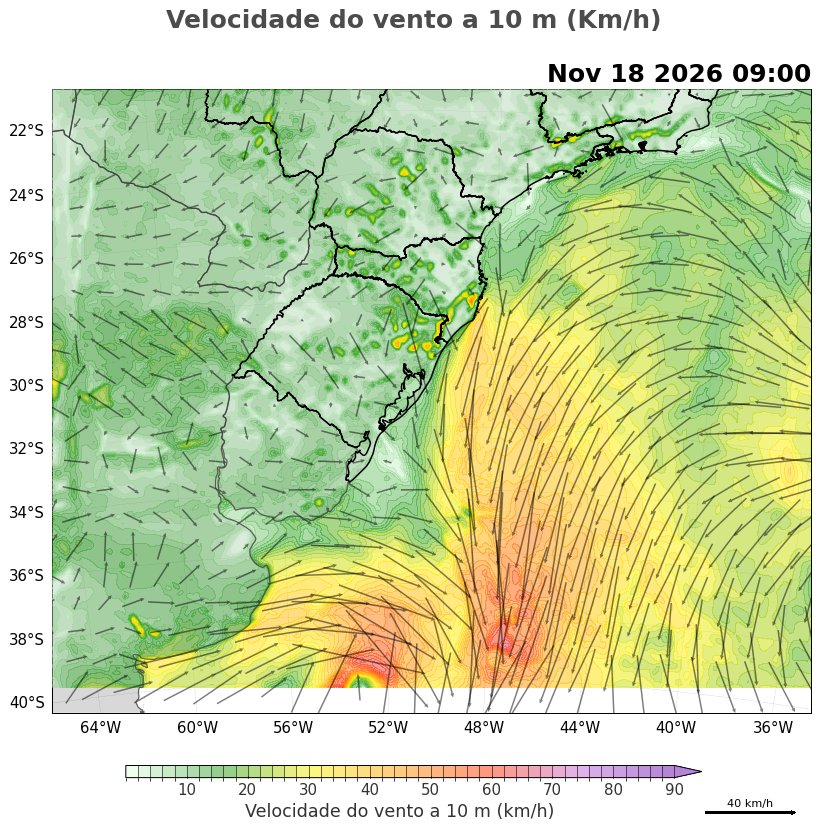 Velocidade do vento a 10 m (Km/h)
Nov 18 2026 09:00
22°S
24°S
26°S
28°S
30°S
32°S
34°S
36°S
38°S
40°S
64°W 60°W 56°W 52°W 48°W 44°W 40°W 36°W
10 20 30 40 50 60 70 80 90
Velocidade do vento a 10 m (km/h)
40 km/h